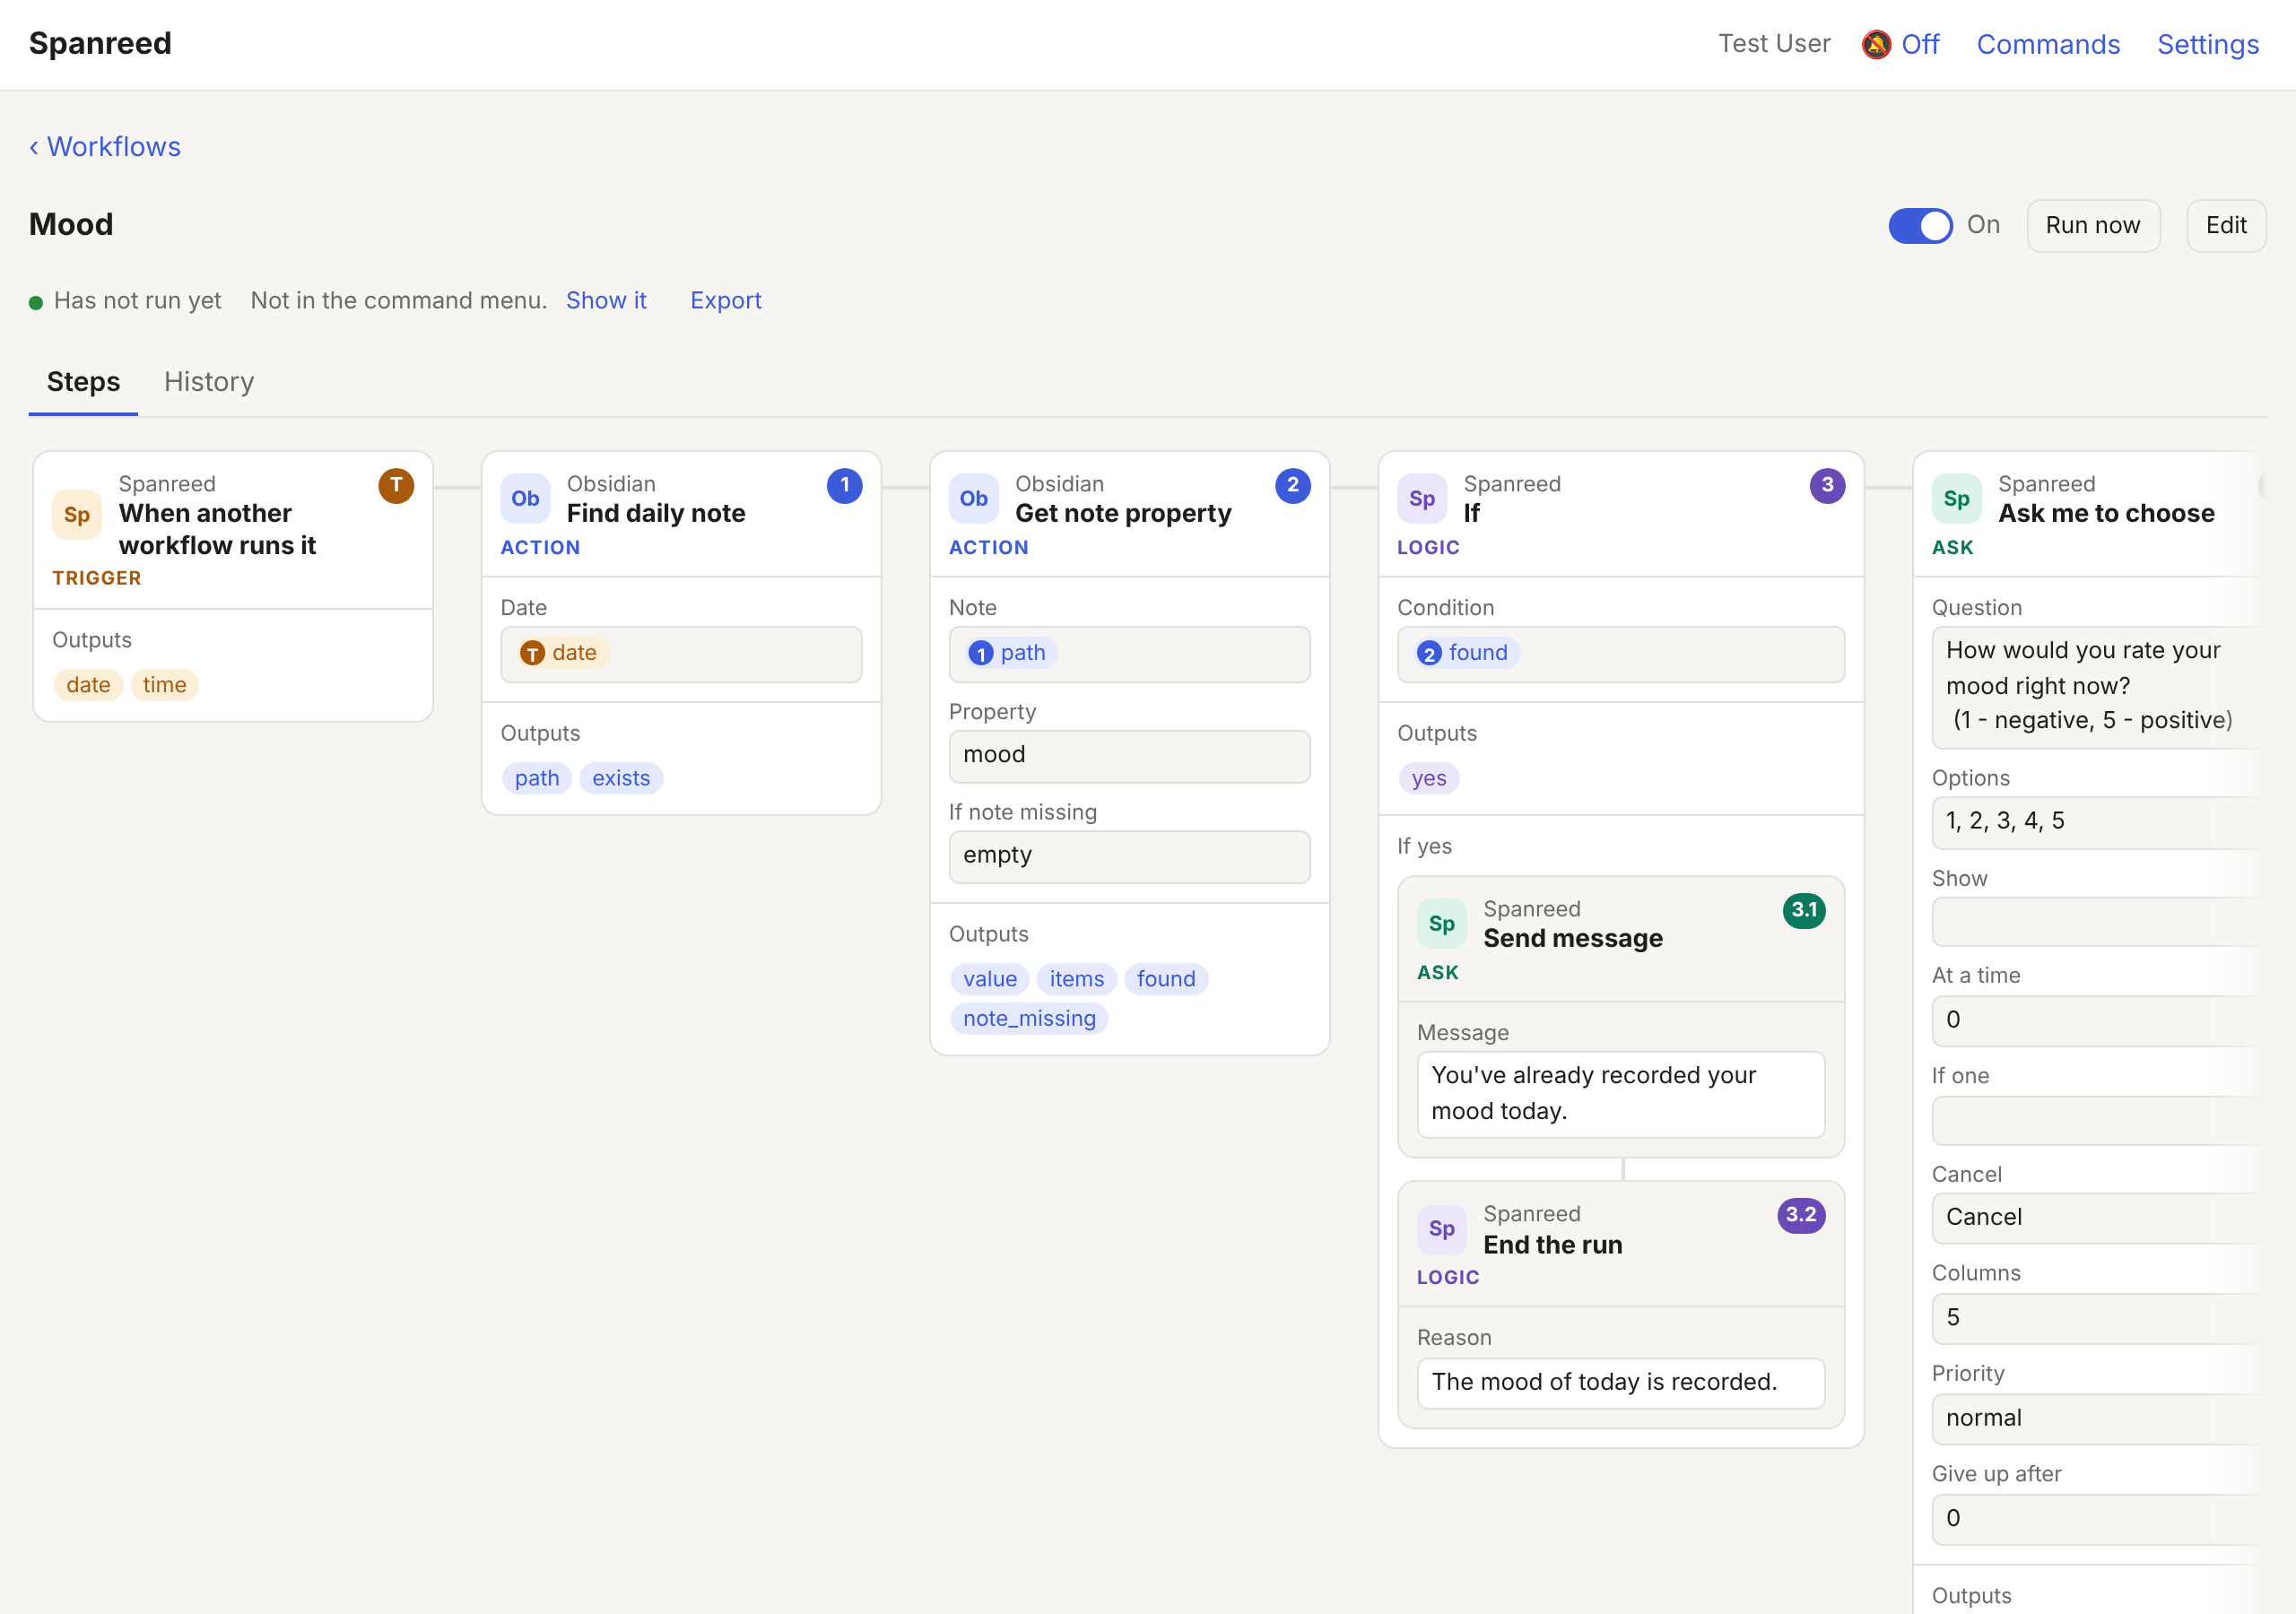 Spanreed
Test User
Off
Commands
Settings
‹ Workflows
Mood
On
Run now
Edit
Has not run yet
Not in the command menu.
Show it
Export
Steps
History
Sp
Spanreed
When another
workflow runs it
T
TRIGGER
Outputs
date
time
Ob
Obsidian
Find daily note
1
ACTION
Date
T date
Outputs
path
exists
Ob
Obsidian
Get note property
2
ACTION
Note
1 path
Property
mood
If note missing
empty
Outputs
value
items
found
note_missing
Sp
Spanreed
If
3
LOGIC
Condition
2 found
Outputs
yes
If yes
Sp
Spanreed
Send message
3.1
ASK
Message
You've already recorded your
mood today.
Sp
Spanreed
End the run
3.2
LOGIC
Reason
The mood of today is recorded.
Sp
Spanreed
Ask me to choose
ASK
Question
How would you rate your
mood right now?
(1 - negative, 5 - positive)
Options
1, 2, 3, 4, 5
Show
At a time
0
If one
Cancel
Cancel
Columns
5
Priority
normal
Give up after
0
Outputs